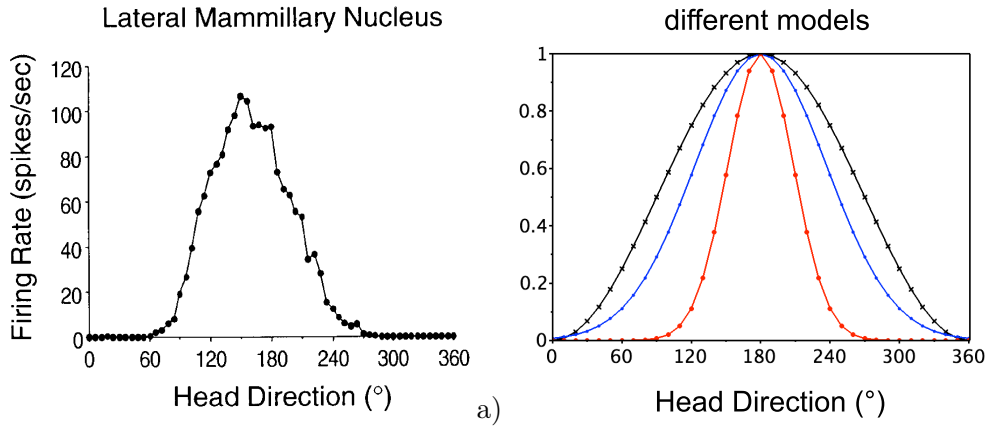 Lateral Mammillary Nucleus
Firing Rate (spikes/sec)
120
100
80
60
40
20
0
0 60 120 180 240 300 360
Head Direction (°)
a)
different models
1
0.8
0.6
0.4
0.2
0
0 60 120 180 240 300 360
Head Direction (°)